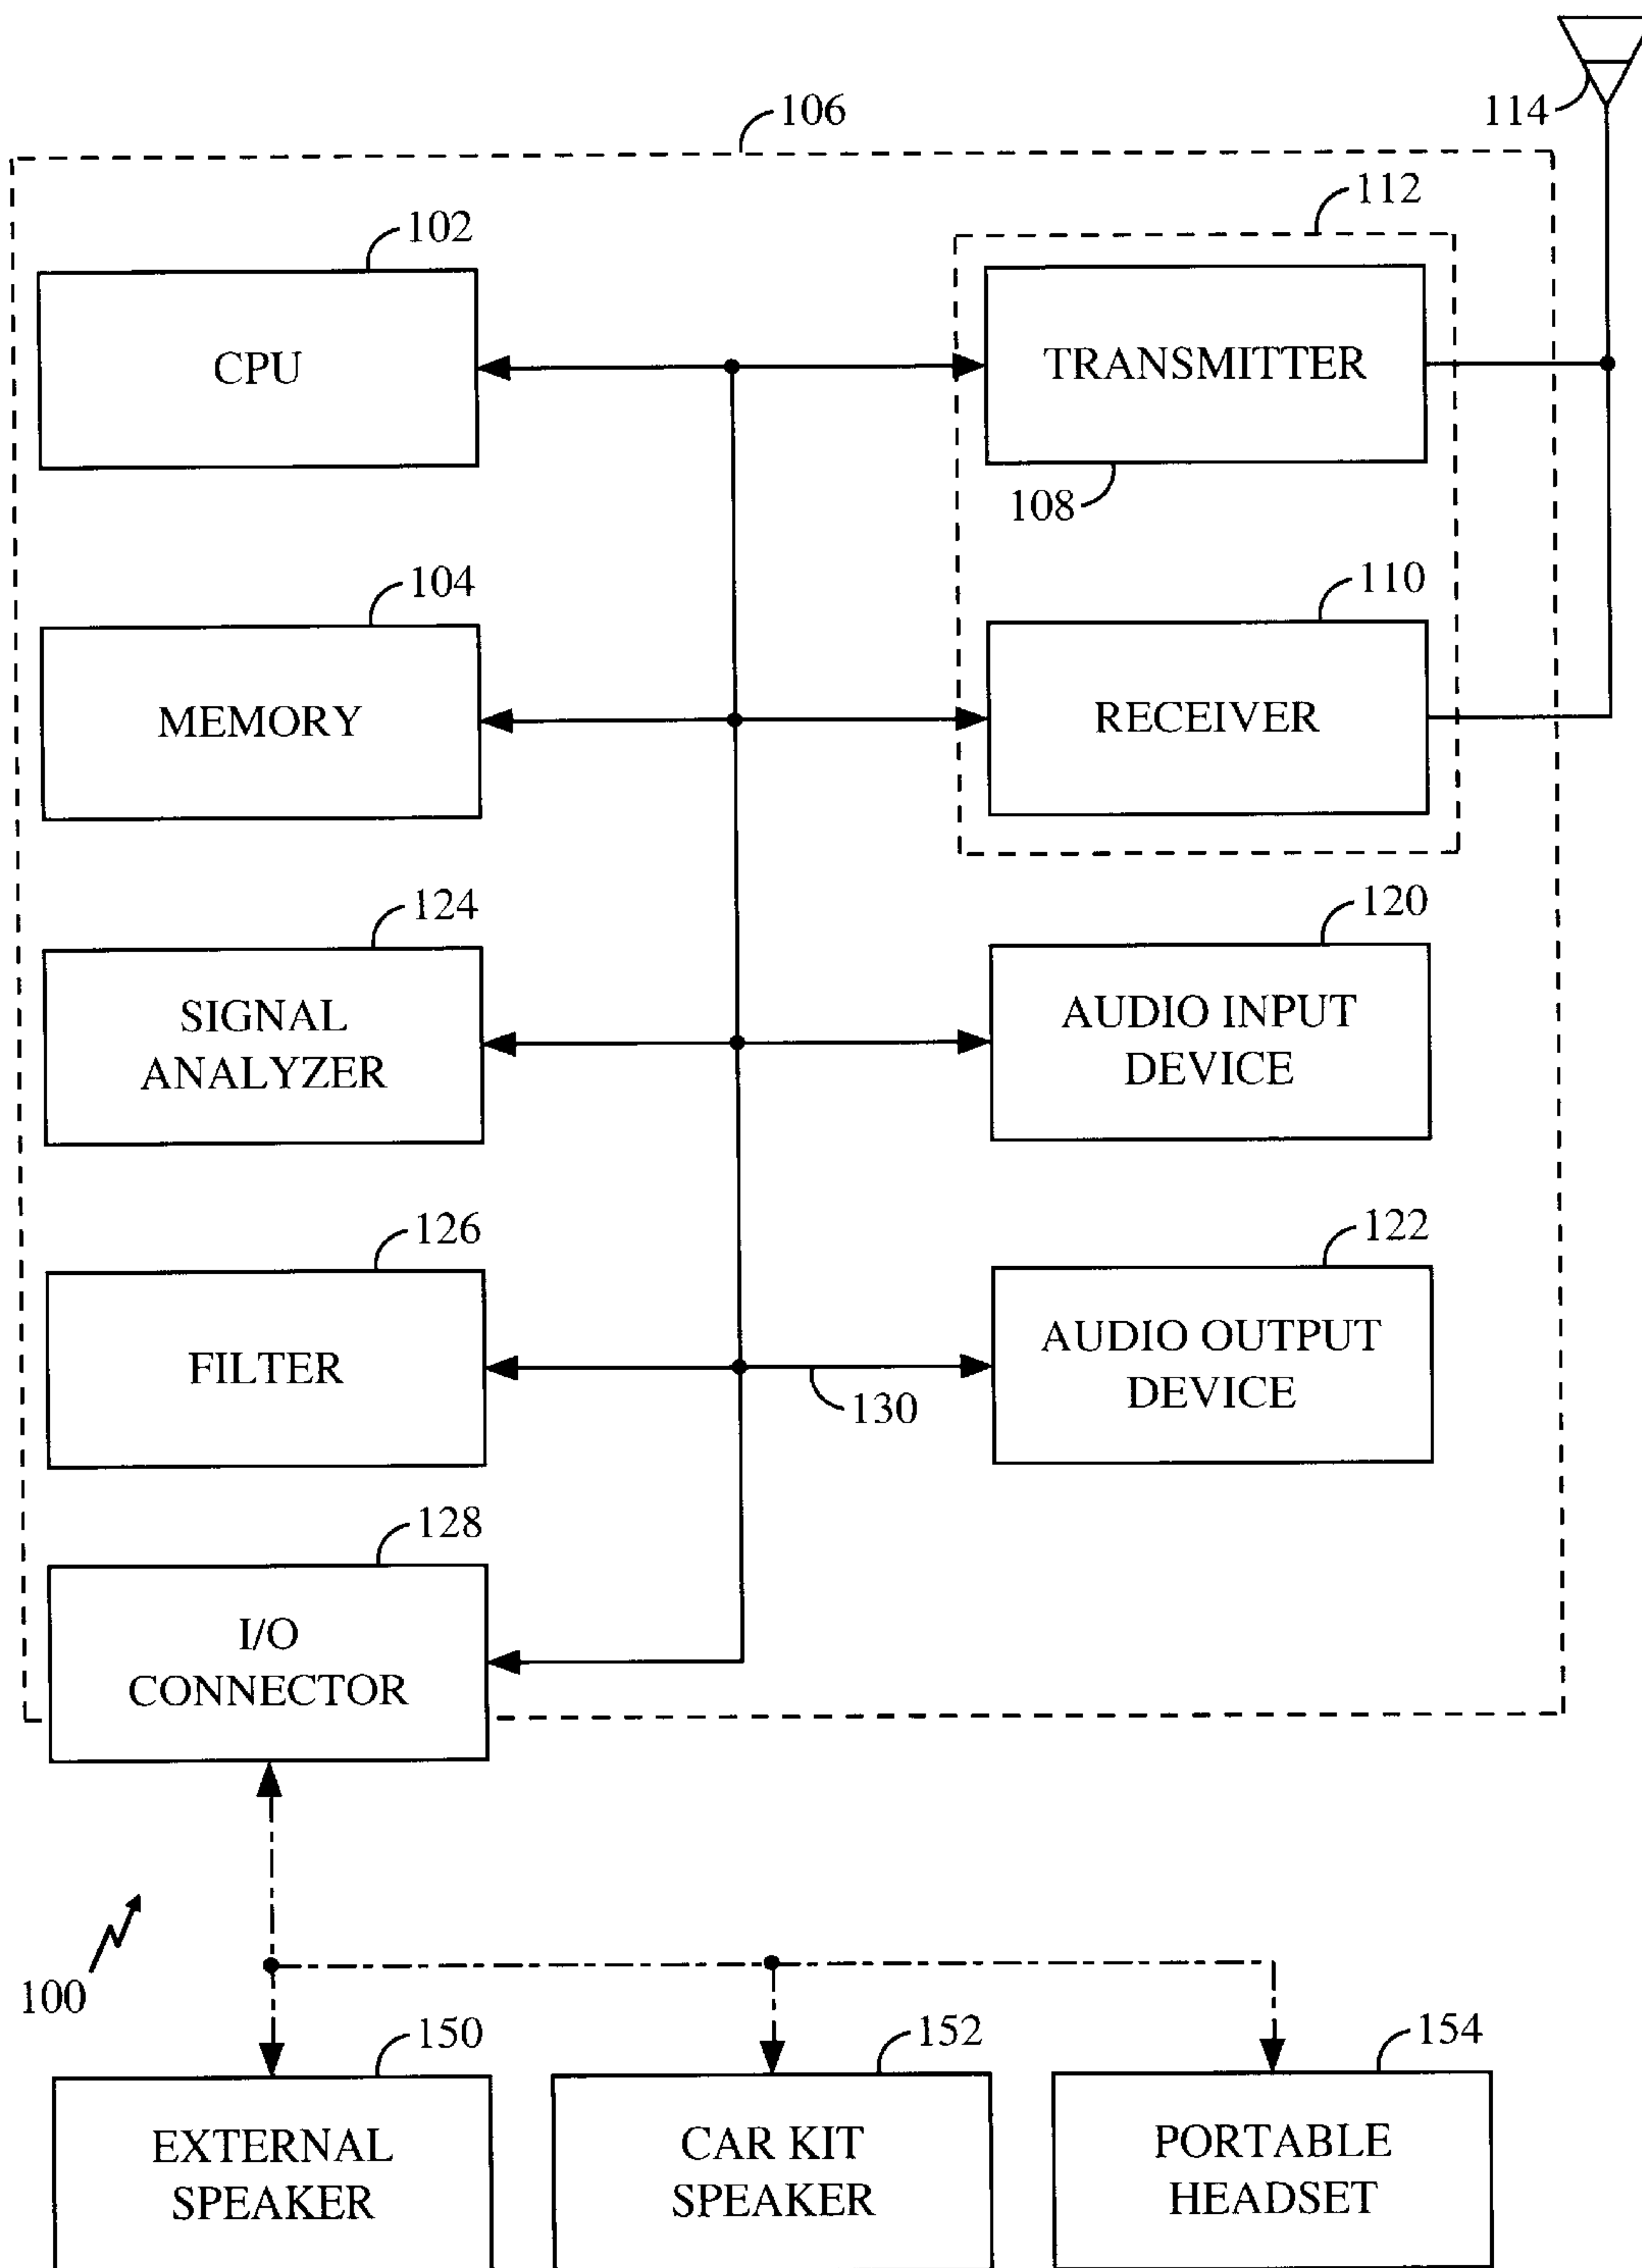 114
106
112
102
CPU
TRANSMITTER
108
104
110
MEMORY
RECEIVER
124
120
SIGNAL
ANALYZER
AUDIO INPUT
DEVICE
126
122
FILTER
AUDIO OUTPUT
DEVICE
130
128
I/O
CONNECTOR
100
150
152
154
EXTERNAL
SPEAKER
CAR KIT
SPEAKER
PORTABLE
HEADSET